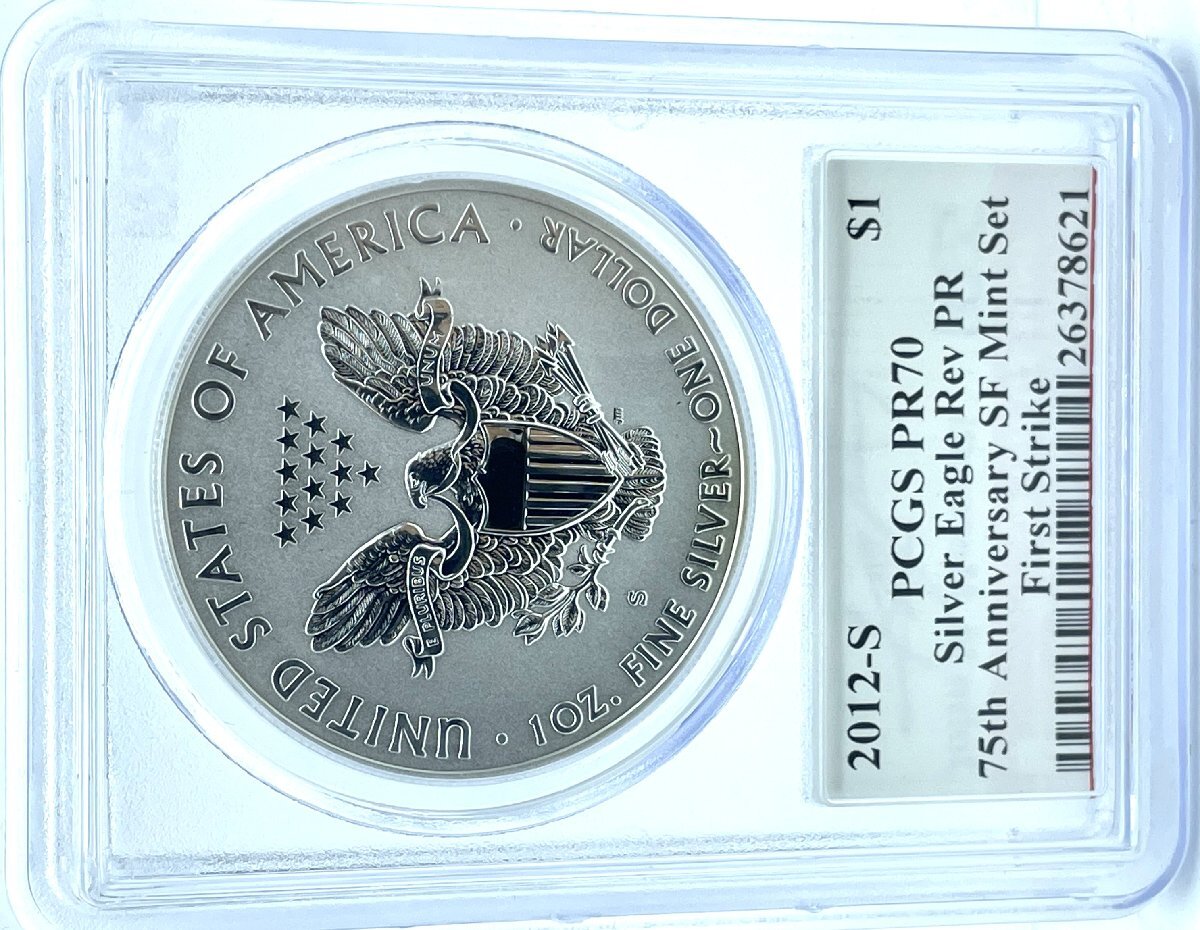 2012-S $1
PCGS PR70
Silver Eagle Rev PR
75th Anniversary SF Mint Set
First Strike
26378621
UNITED STATES OF AMERICA
E PLURIBUS UNUM
S
JM
· 1 OZ. FINE SILVER~ONE DOLLAR ·